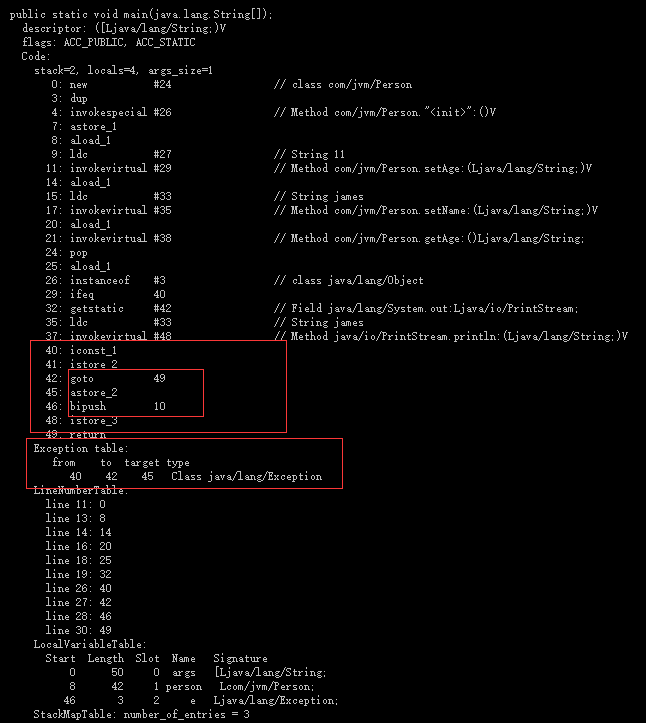 public static void main(java.lang.String[]);
descriptor: ([Ljava/lang/String;)V
flags: ACC_PUBLIC, ACC_STATIC
Code:
stack=2, locals=4, args_size=1
0: new #24 // class com/jvm/Person
3: dup
4: invokespecial #26 // Method com/jvm/Person."<init>":()V
7: astore_1
8: aload_1
9: ldc #27 // String 11
11: invokevirtual #29 // Method com/jvm/Person.setAge:(Ljava/lang/String;)V
14: aload_1
15: ldc #33 // String james
17: invokevirtual #35 // Method com/jvm/Person.setName:(Ljava/lang/String;)V
20: aload_1
21: invokevirtual #38 // Method com/jvm/Person.getAge:()Ljava/lang/String;
24: pop
25: aload_1
26: instanceof #3 // class java/lang/Object
29: ifeq 40
32: getstatic #42 // Field java/lang/System.out:Ljava/io/PrintStream;
35: ldc #33 // String james
37: invokevirtual #48 // Method java/io/PrintStream.println:(Ljava/lang/String;)V
40: iconst_1
41: istore_2
42: goto 49
45: astore_2
46: bipush 10
48: istore_3
49: return
Exception table:
from to target type
40 42 45 Class java/lang/Exception
LineNumberTable:
line 11: 0
line 13: 8
line 14: 14
line 16: 20
line 18: 25
line 19: 32
line 26: 40
line 27: 42
line 28: 46
line 30: 49
LocalVariableTable:
Start Length Slot Name Signature
0 50 0 args [Ljava/lang/String;
8 42 1 person Lcom/jvm/Person;
46 3 2 e Ljava/lang/Exception;
StackMapTable: number_of_entries = 3